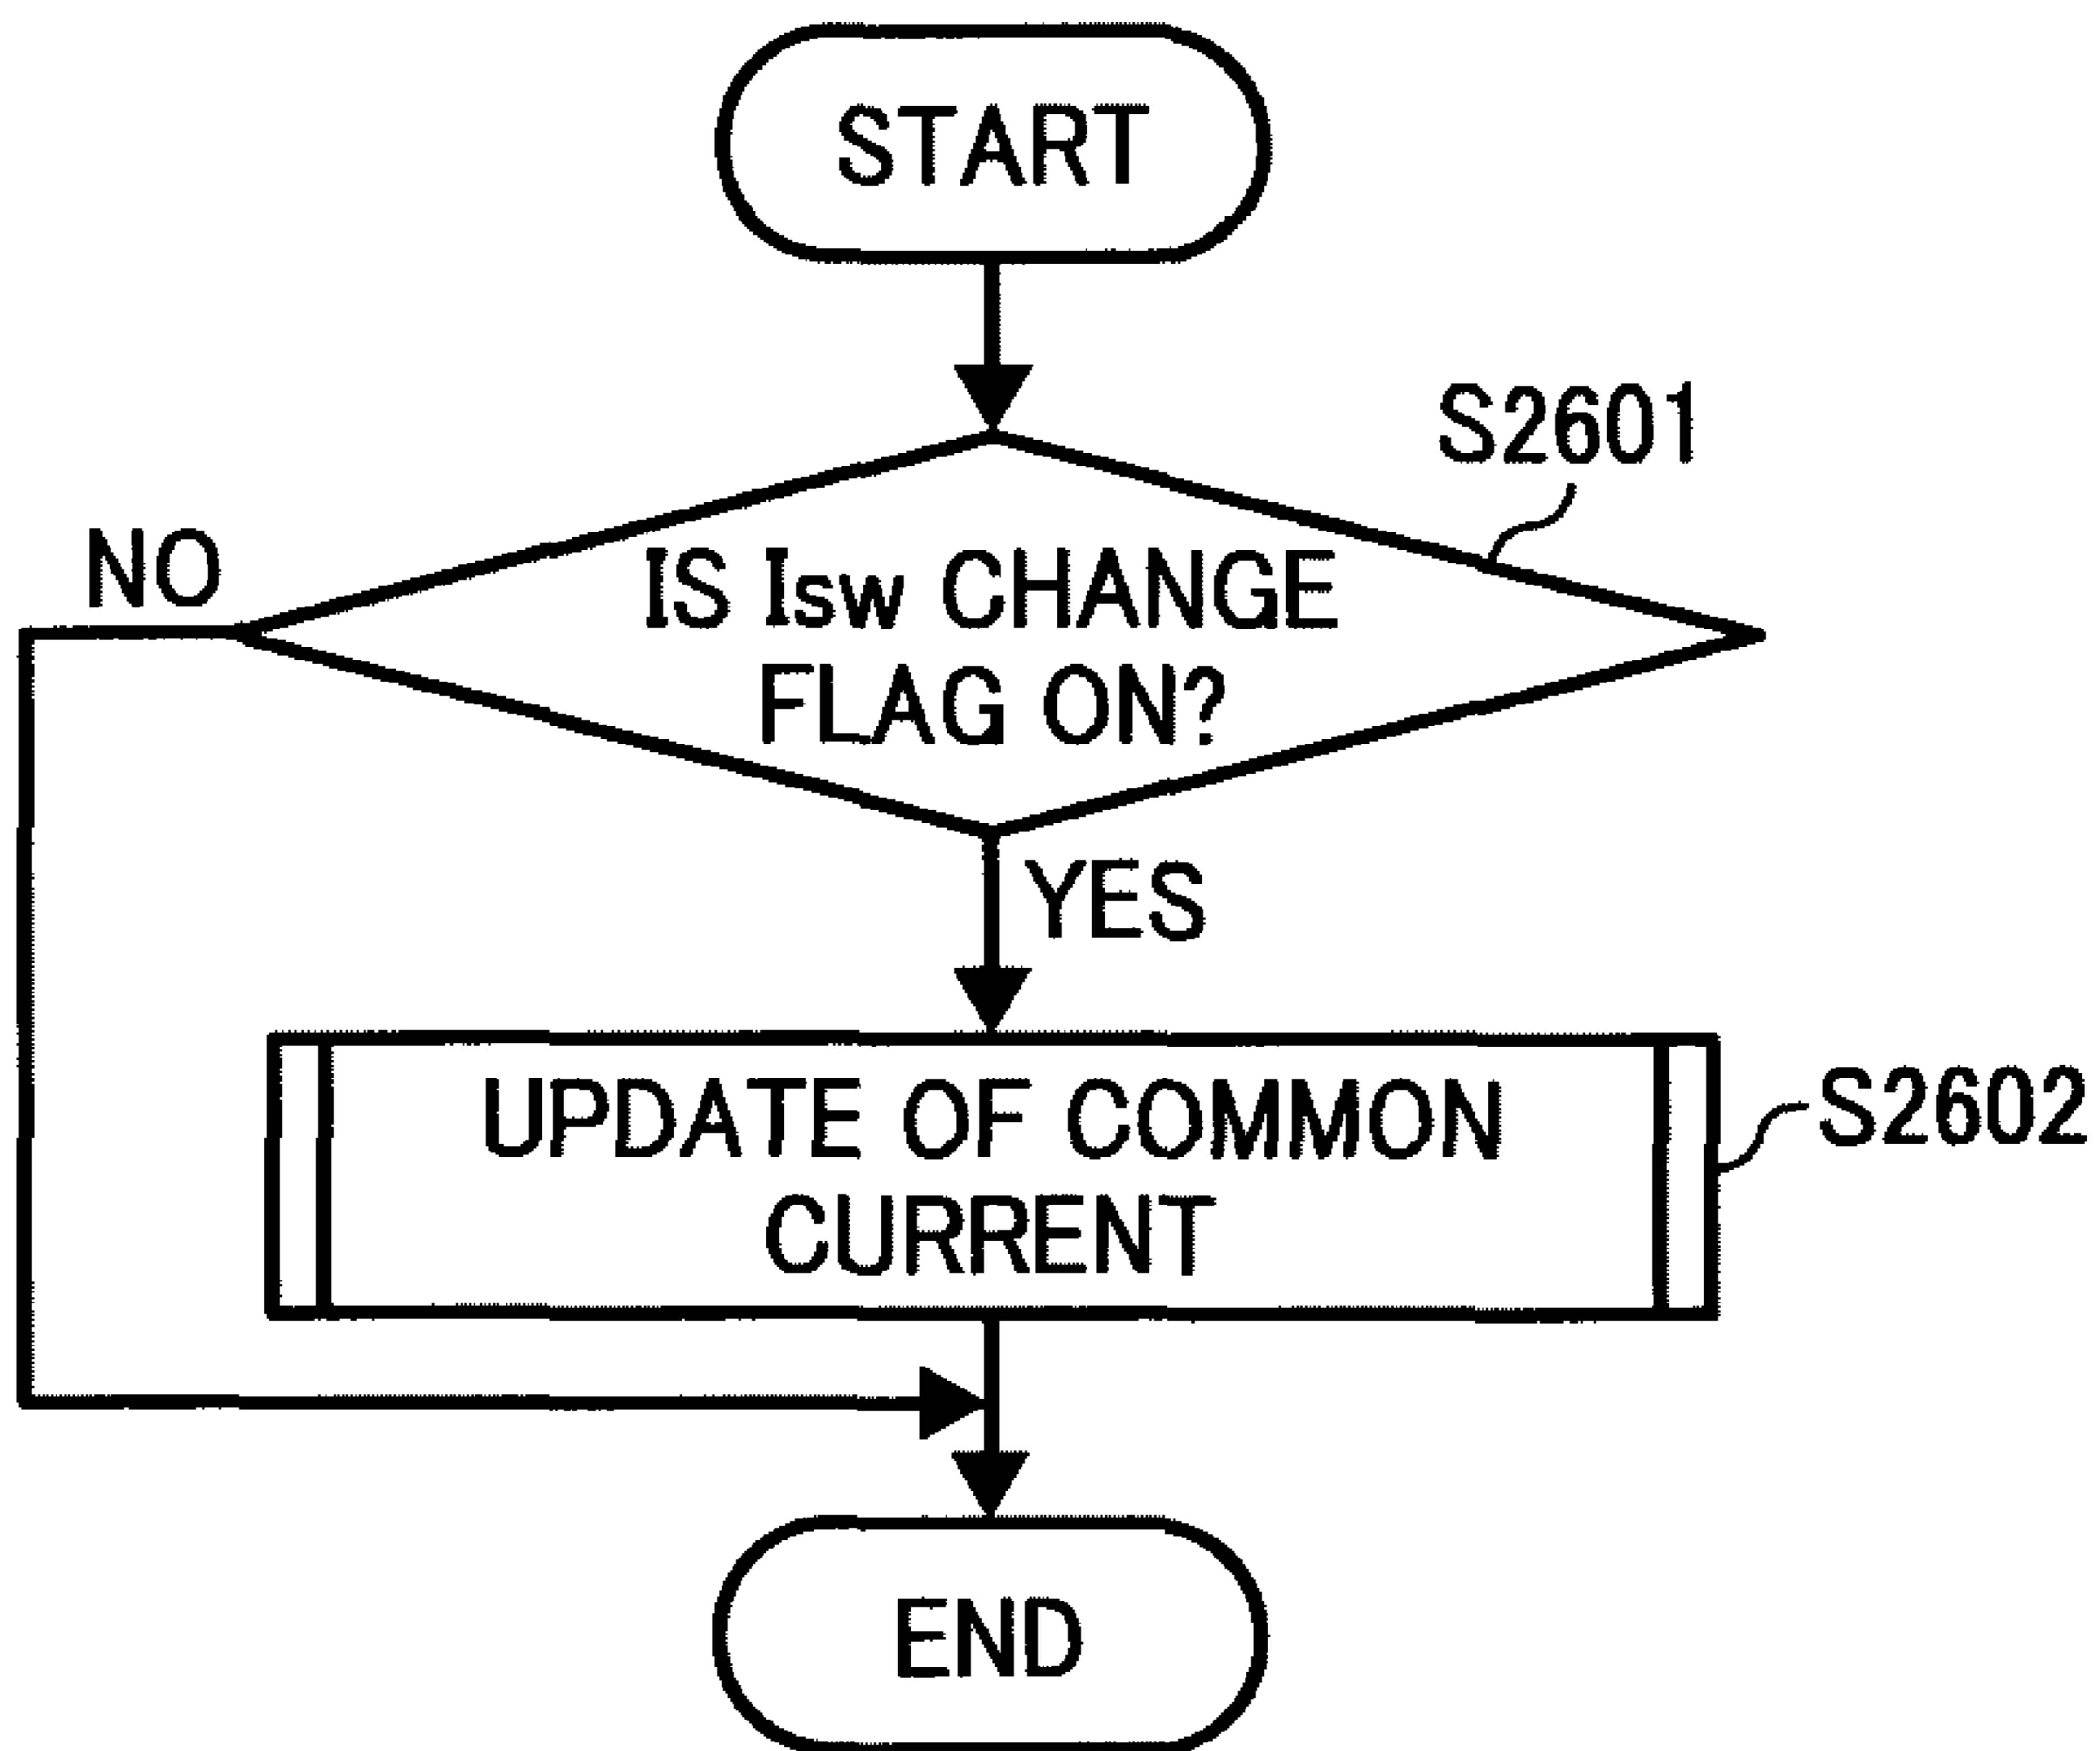 START
S2601
NO
IS Isw CHANGE
FLAG ON?
YES
UPDATE OF COMMON
CURRENT
S2602
END